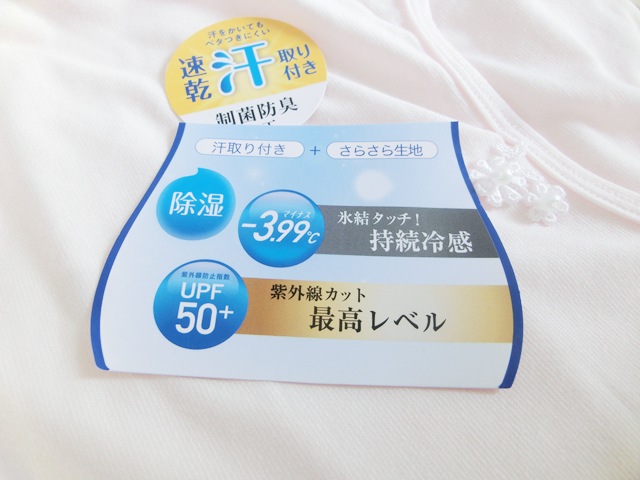 汗をかいても
ベタつきにくい
速乾 汗取り付き
制菌防臭
汗取り付き + さらさら生地
除湿
マイナス
-3.99℃
氷結タッチ!
持続冷感
紫外線防止指数
UPF
50+
紫外線カット
最高レベル